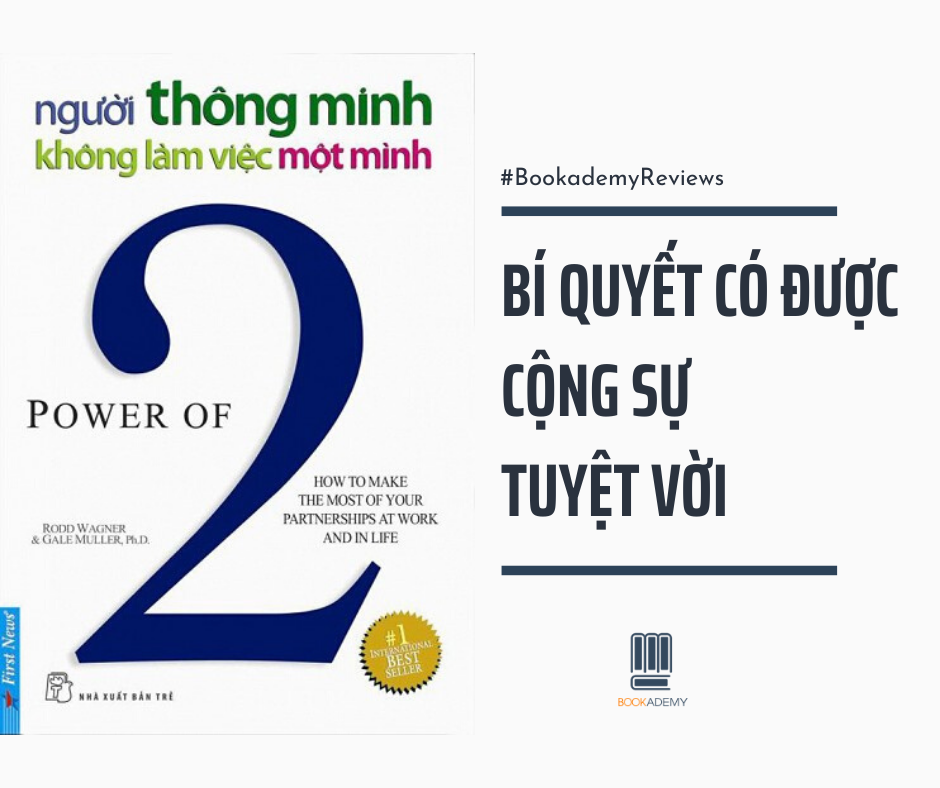 người thông minh
không làm việc một mình
2
POWER OF
HOW TO MAKE
THE MOST OF YOUR
PARTNERSHIPS AT WORK
AND IN LIFE
RODD WAGNER
& GALE MULLER, Ph.D.
#1
INTERNATIONAL
BEST
SELLER
First News
NHÀ XUẤT BẢN TRẺ
#BookademyReviews
BÍ QUYẾT CÓ ĐƯỢC
CỘNG SỰ
TUYỆT VỜI
BOOKADEMY